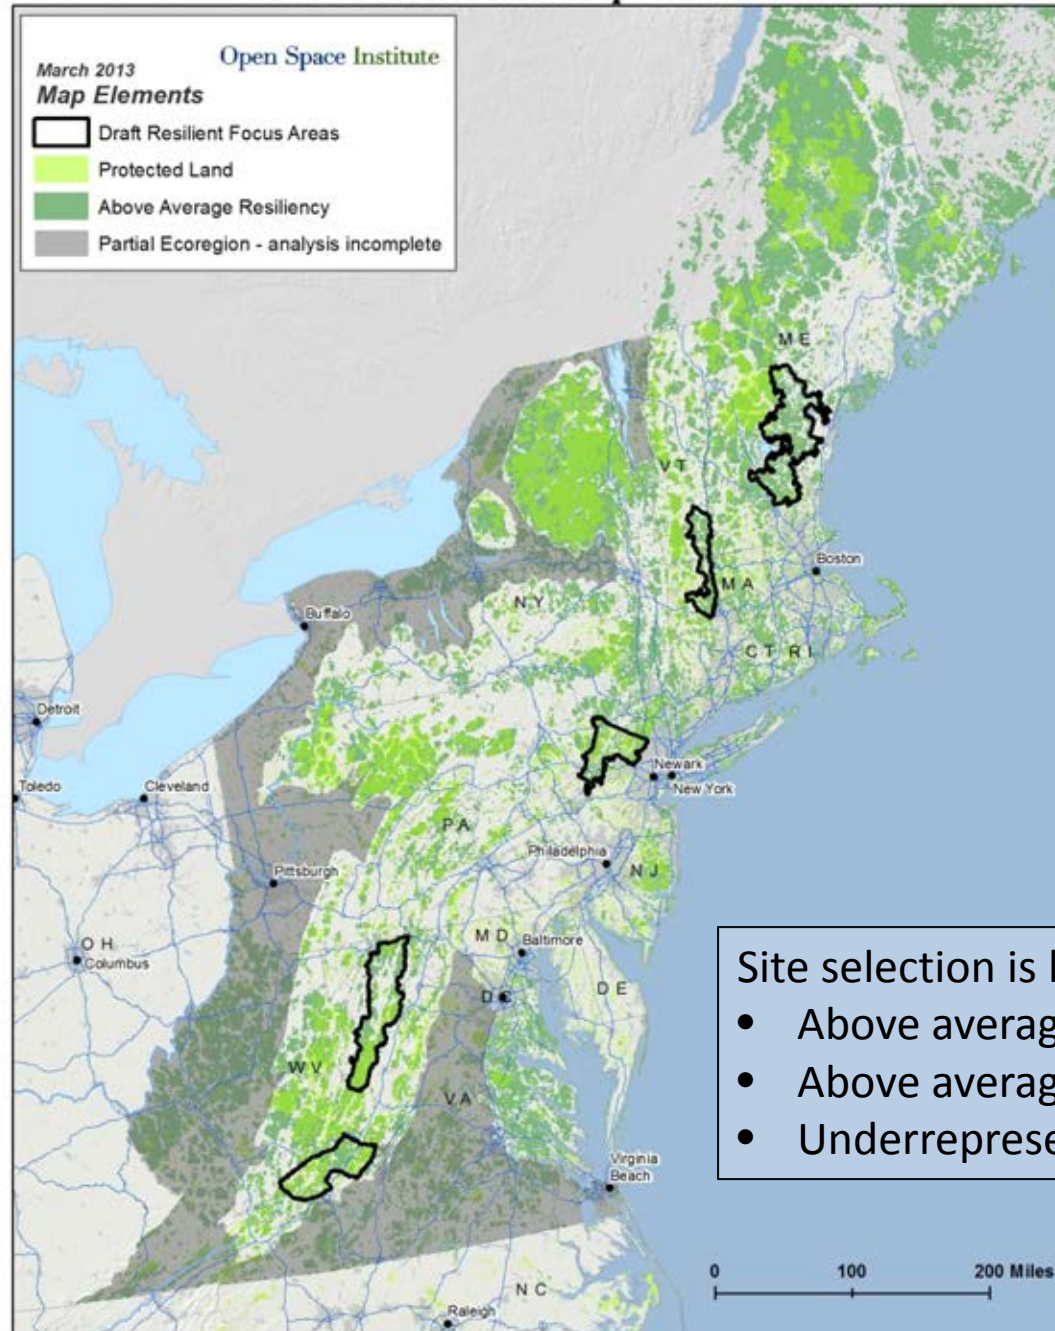 Open Space Institute
March 2013
Map Elements
Draft Resilient Focus Areas
Protected Land
Above Average Resiliency
Partial Ecoregion - analysis incomplete
ME
VT
Boston
MA
NY
Buffalo
CT RI
Detroit
Newark
New York
Toledo
Cleveland
PA
Philadelphia
NJ
Pittsburgh
OH
Columbus
MD
Baltimore
DC
DE
WV
VA
Virginia
Beach
NC
Raleigh
Site selection is
• Above averag
• Above averag
• Underreprese
0 100 200 Miles